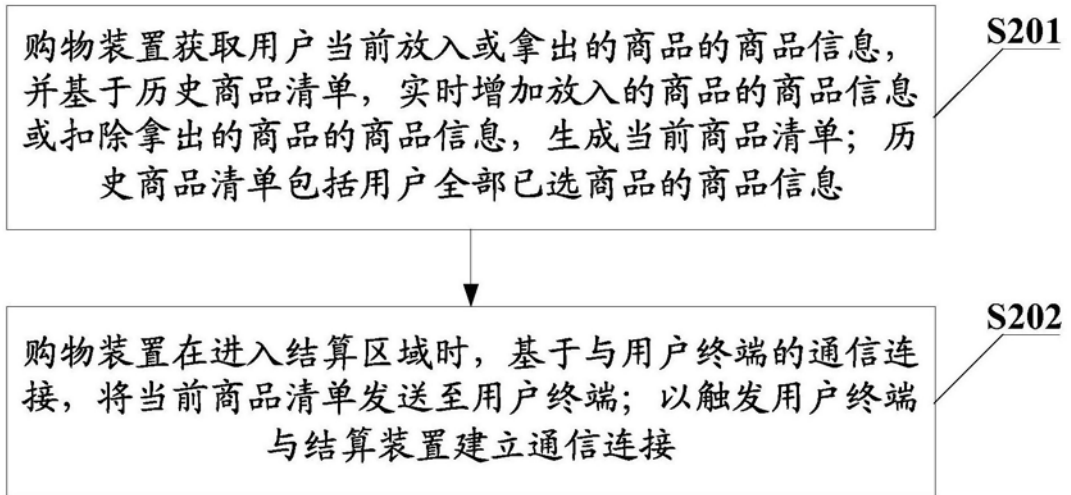 购物装置获取用户当前放入或拿出的商品的商品信息，
并基于历史商品清单，实时增加放入的商品的商品信息
或扣除拿出的商品的商品信息，生成当前商品清单；历
史商品清单包括用户全部已选商品的商品信息
S201
购物装置在进入结算区域时，基于与用户终端的通信连
接，将当前商品清单发送至用户终端；以触发用户终端
与结算装置建立通信连接
S202